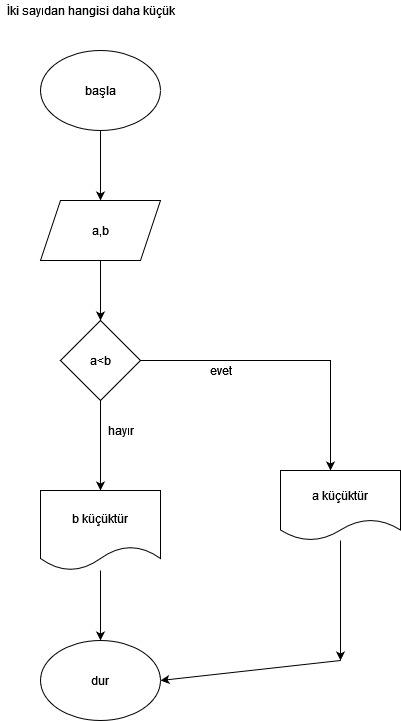 İki sayıdan hangisi daha küçük
başla
a,b
a<b
evet
hayır
b küçüktür
a küçüktür
dur